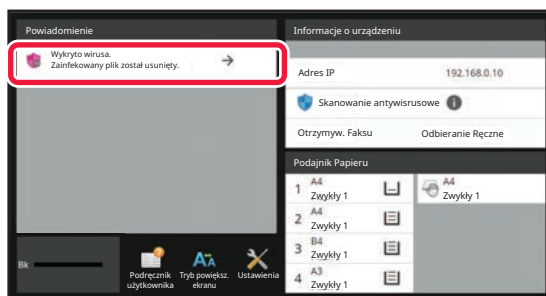 Powiadomienie
Wykryto wirusa.
Zainfekowany plik został usunięty.
Informacje o urządzeniu
Adres IP 192.168.0.10
Skanowanie antywisrusowe
Otrzymyw. Faksu Odbieranie Ręczne
Podajnik Papieru
1 A4
Zwykły 1
A4
Zwykły 1
2 A4
Zwykły 1
3 B4
Zwykły 1
4 A3
Zwykły 1
Bk
Podręcznik
użytkownika
Tryb powiększ.
ekranu
Ustawienia